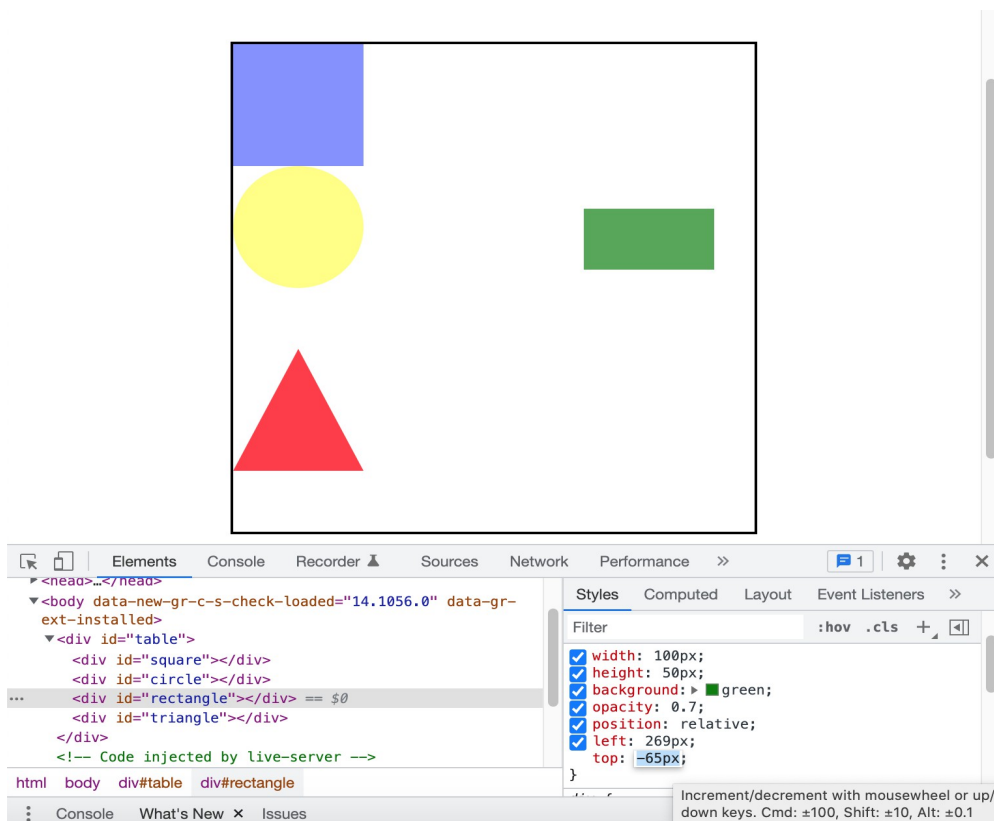 Elements Console Recorder Sources Network Performance » 1
<head>…</head>
<body data-new-gr-c-s-check-loaded="14.1056.0" data-gr-
ext-installed>
<div id="table">
<div id="square"></div>
<div id="circle"></div>
··· <div id="rectangle"></div> == $0
<div id="triangle"></div>
</div>
<!-- Code injected by live-server -->
html body div#table div#rectangle
Styles Computed Layout Event Listeners »
Filter :hov .cls +
width: 100px;
height: 50px;
background: green;
opacity: 0.7;
position: relative;
left: 269px;
top: -65px;
}
Increment/decrement with mousewheel or up/
down keys. Cmd: ±100, Shift: ±10, Alt: ±0.1
Console What's New × Issues